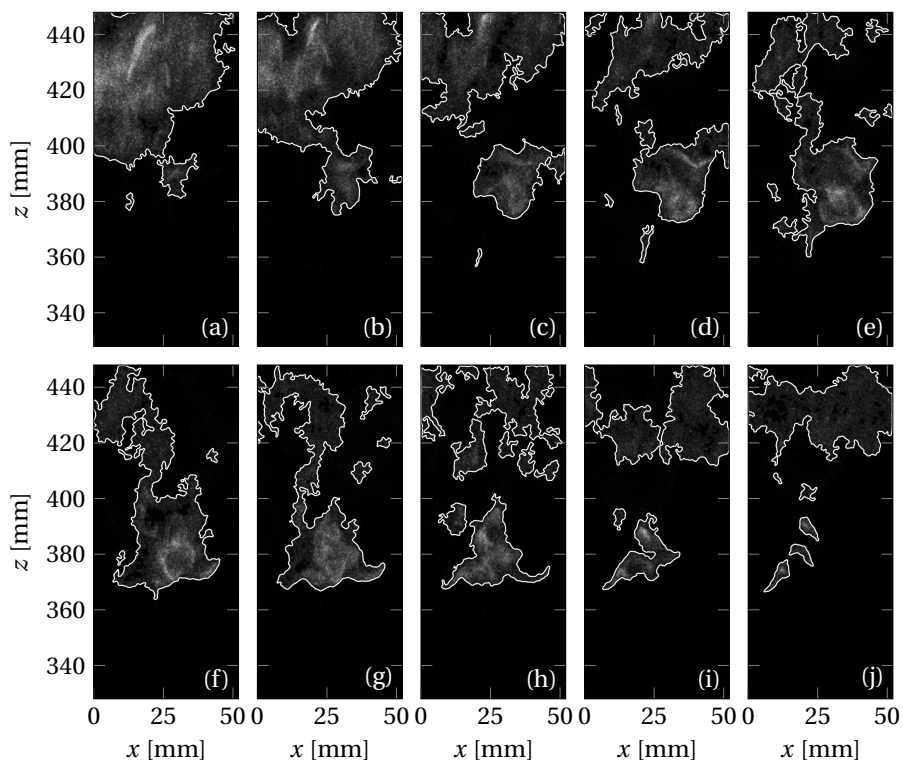 440
420
400
380
360
340
z [mm]
(a)
(b)
(c)
(d)
(e)
440
420
400
380
360
340
z [mm]
(f)
(g)
(h)
(i)
(j)
0 25 50 0 25 50 0 25 50 0 25 50 0 25 50
x [mm] x [mm] x [mm] x [mm] x [mm]